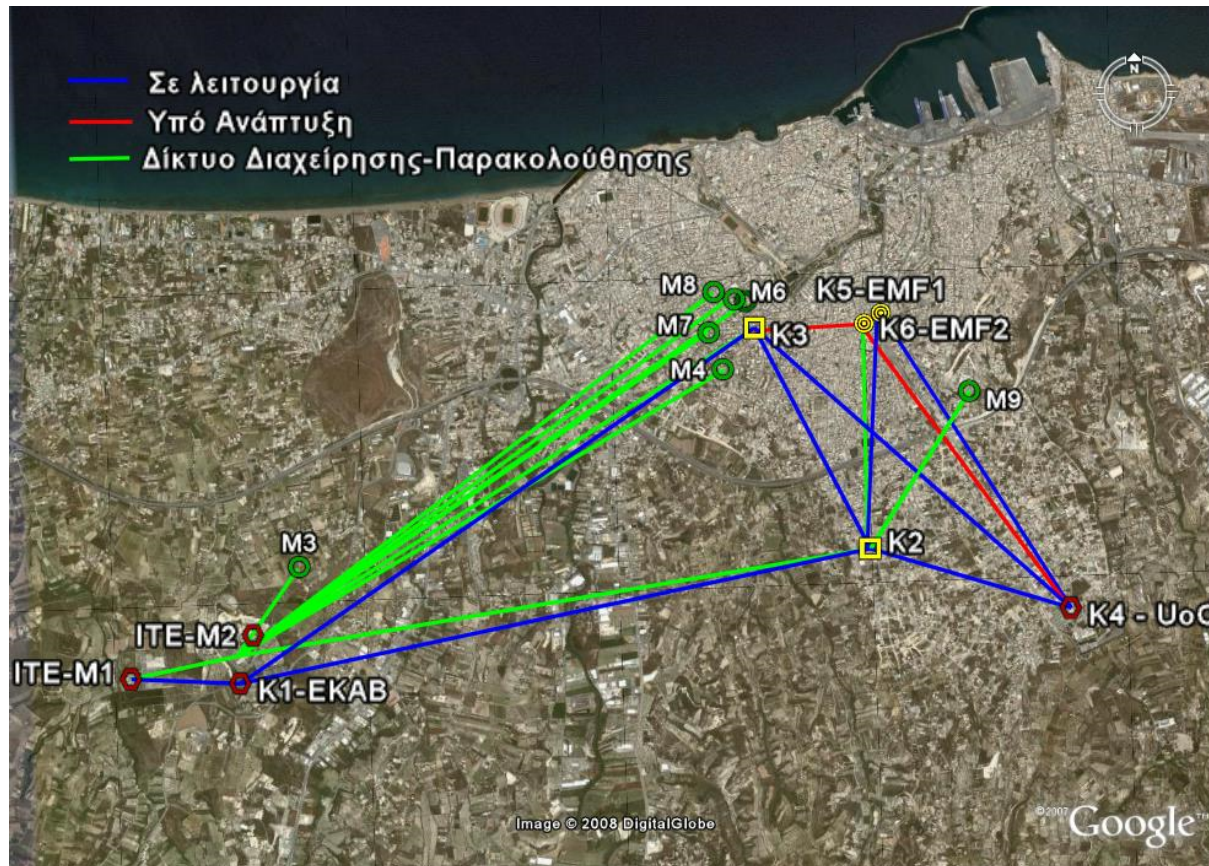 N
Σε λειτουργία
Υπό Ανάπτυξη
Δίκτυο Διαχείρησης-Παρακολούθησης
M8
M6
K5-EMF1
M7
K3
K6-EMF2
M4
M9
M3
K2
ITE-M2
K4 - UoC
ITE-M1
K1-EKAB
Image © 2008 DigitalGlobe
©2007 Google™